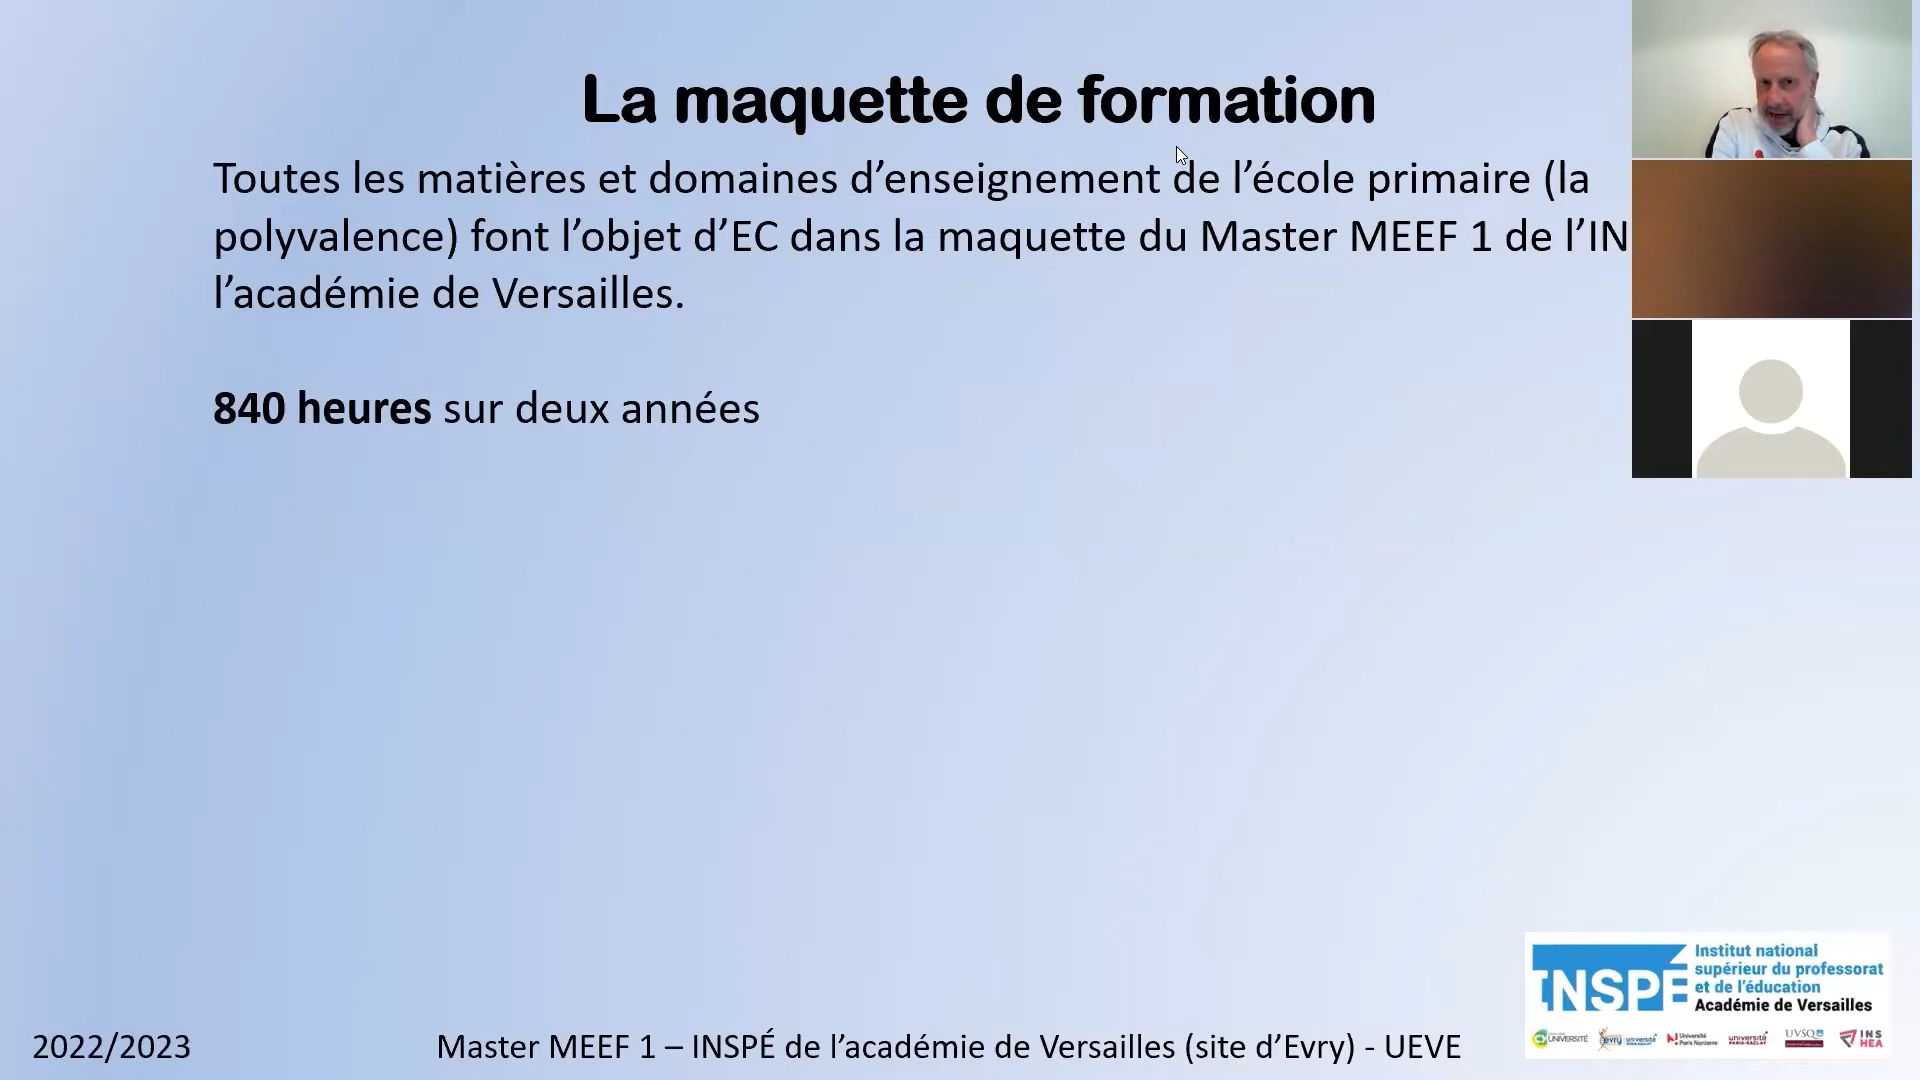 La maquette de formation
Toutes les matières et domaines d’enseignement de l’école primaire (la
polyvalence) font l’objet d’EC dans la maquette du Master MEEF 1 de l’IN
l’académie de Versailles.
840 heures sur deux années
INSPÉ
Institut national
supérieur du professorat
et de l’éducation
Académie de Versailles
2022/2023
Master MEEF 1 – INSPÉ de l’académie de Versailles (site d’Evry) - UEVE
UNIVERSITÉ
evry
université
PARIS-SACLAY
Université
Paris Nanterre
université
PARIS-SACLAY
UVSQ
INS
HEA